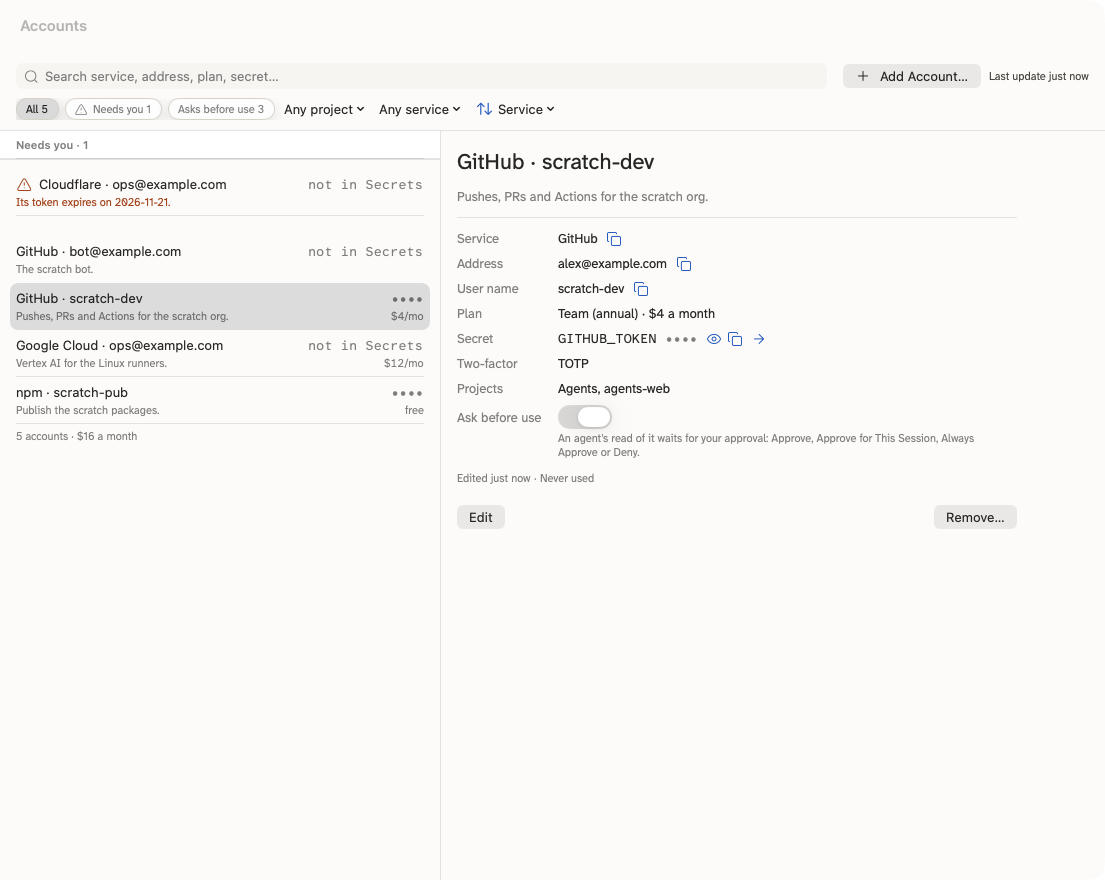 Accounts
Search service, address, plan, secret...
Add Account...
Last update just now
All 5
Needs you 1
Asks before use 3
Any project
Any service
Service
Needs you · 1
Cloudflare · ops@example.com
not in Secrets
Its token expires on 2026-11-21.
GitHub · bot@example.com
not in Secrets
The scratch bot.
GitHub · scratch-dev
••••
Pushes, PRs and Actions for the scratch org.
$4/mo
Google Cloud · ops@example.com
not in Secrets
Vertex AI for the Linux runners.
$12/mo
npm · scratch-pub
••••
Publish the scratch packages.
free
5 accounts · $16 a month
GitHub · scratch-dev
Pushes, PRs and Actions for the scratch org.
Service GitHub
Address alex@example.com
User name scratch-dev
Plan Team (annual) · $4 a month
Secret GITHUB_TOKEN ••••
Two-factor TOTP
Projects Agents, agents-web
Ask before use
An agent's read of it waits for your approval: Approve, Approve for This Session, Always
Approve or Deny.
Edited just now · Never used
Edit
Remove...